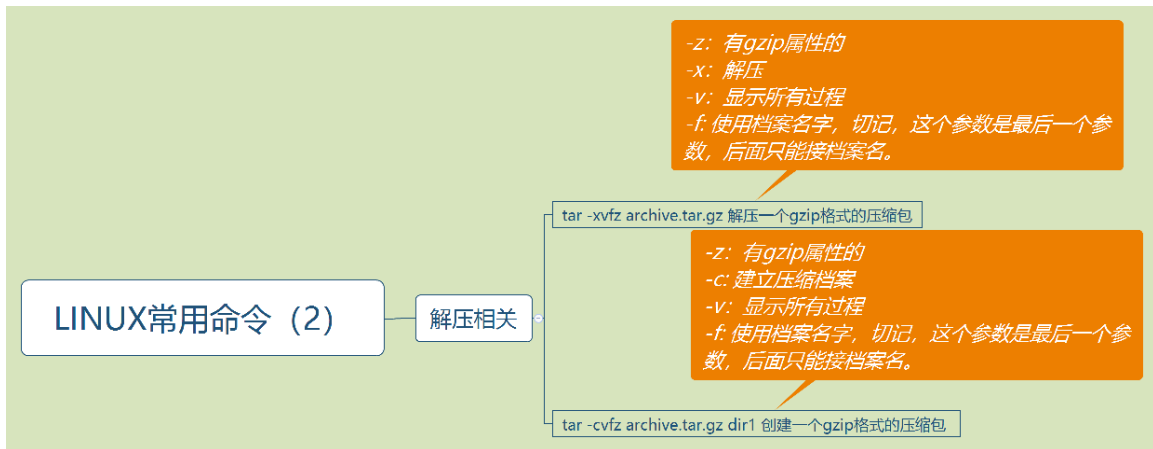 -z：有gzip属性的
-x：解压
-v：显示所有过程
-f: 使用档案名字，切记，这个参数是最后一个参
数，后面只能接档案名。
tar -xvfz archive.tar.gz 解压一个gzip格式的压缩包
-z：有gzip属性的
-c: 建立压缩档案
-v：显示所有过程
-f: 使用档案名字，切记，这个参数是最后一个参
数，后面只能接档案名。
LINUX常用命令（2）
解压相关
tar -cvfz archive.tar.gz dir1 创建一个gzip格式的压缩包